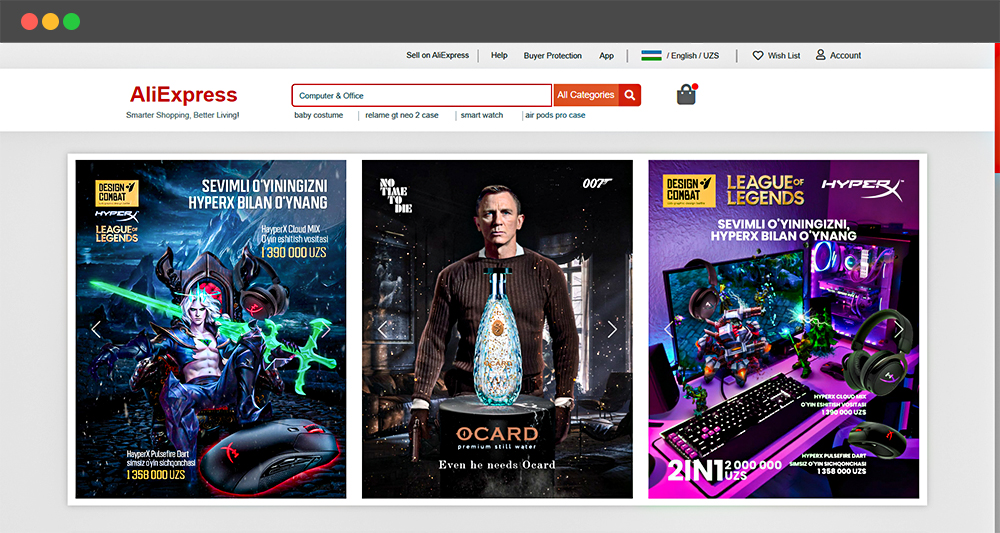 Sell on AliExpress
Help
Buyer Protection
App
/ English / UZS
Wish List
Account
AliExpress
Smarter Shopping, Better Living!
Computer & Office
All Categories
baby costume
relame gt neo 2 case
smart watch
air pods pro case
DESIGN
COMBAT
HYPERX
LEAGUE OF
LEGENDS
SEVIMLI O'YININGIZNI
HYPERX BILAN O'YNANG
HayperX Cloud MIX
O'yin eshitish vositasi
1 390 000 UZS
HayperX Pulsefire Dart
simsiz o'yin sichqonchasi
1 358 000 UZS
NO
TIME
TO
DIE
007
OCARD
OCARD
premium still water
Even he needs Ocard
DESIGN
COMBAT
LEAGUE OF
LEGENDS
HYPERX
SEVIMLI O'YININGIZNI,
HYPERX BILAN O'YNANG
HYPERX CLOUD MIX
O'YIN ESHITISH VOSITASI
1 390 000 UZS
HYPERX PULSEFIRE DART
SIMSIZ O'YIN SICHQONCHASI
1 358 000 UZS
2IN1 2 000 000
UZS